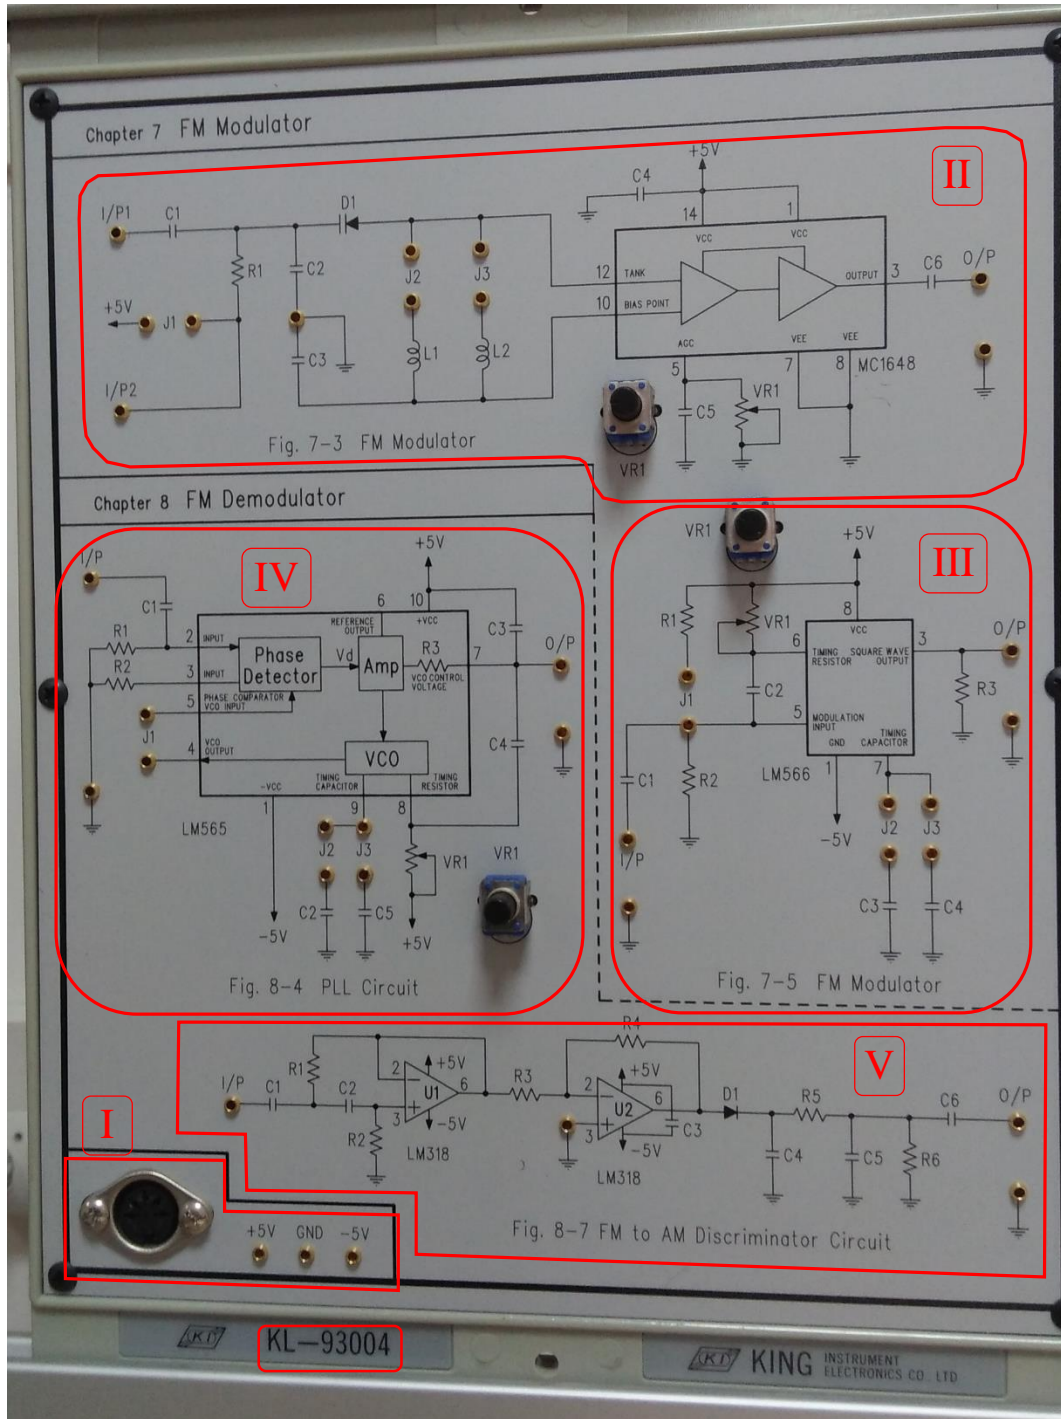 Chapter 7 FM Modulator
II
+5V
C4
14
1
VCC
VCC
I/P1
C1
D1
R1
C2
J2
J3
12
TANK
OUTPUT
3
C6
O/P
10
BIAS POINT
+5V
J1
C3
L1
L2
AGC
VEE
VEE
5
7
8
MC1648
I/P2
C5
VR1
Fig. 7-3 FM Modulator
VR1
Chapter 8 FM Demodulator
VR1
I/P
IV
+5V
C1
6
10
REFERENCE
OUTPUT
+VCC
C3
R1
2
INPUT
Phase
Detector
Vd
Amp
R3
7
O/P
R2
3
INPUT
VCO CONTROL
VOLTAGE
5
PHASE COMPARATOR
VCO INPUT
J1
4
VCO
OUTPUT
VCO
C4
-VCC
TIMING
CAPACITOR
TIMING
RESISTOR
1
9
8
LM565
J2
J3
VR1
VR1
C2
C5
-5V
+5V
Fig. 8-4 PLL Circuit
III
+5V
R1
VR1
8
VCC
6
TIMING
RESISTOR
SQUARE WAVE
OUTPUT
3
O/P
C2
R3
J1
5
MODULATION
INPUT
GND
TIMING
CAPACITOR
C1
R2
LM566
1
7
I/P
-5V
J2
J3
C3
C4
Fig. 7-5 FM Modulator
V
R4
R1
+5V
+5V
I/P
C1
C2
2
U1
6
R3
2
U2
6
D1
R5
C6
O/P
R2
3
-5V
3
C3
-5V
C4
C5
R6
LM318
LM318
Fig. 8-7 FM to AM Discriminator Circuit
I
+5V
GND
-5V
KI
KL-93004
KI
KING
INSTRUMENT
ELECTRONICS CO., LTD